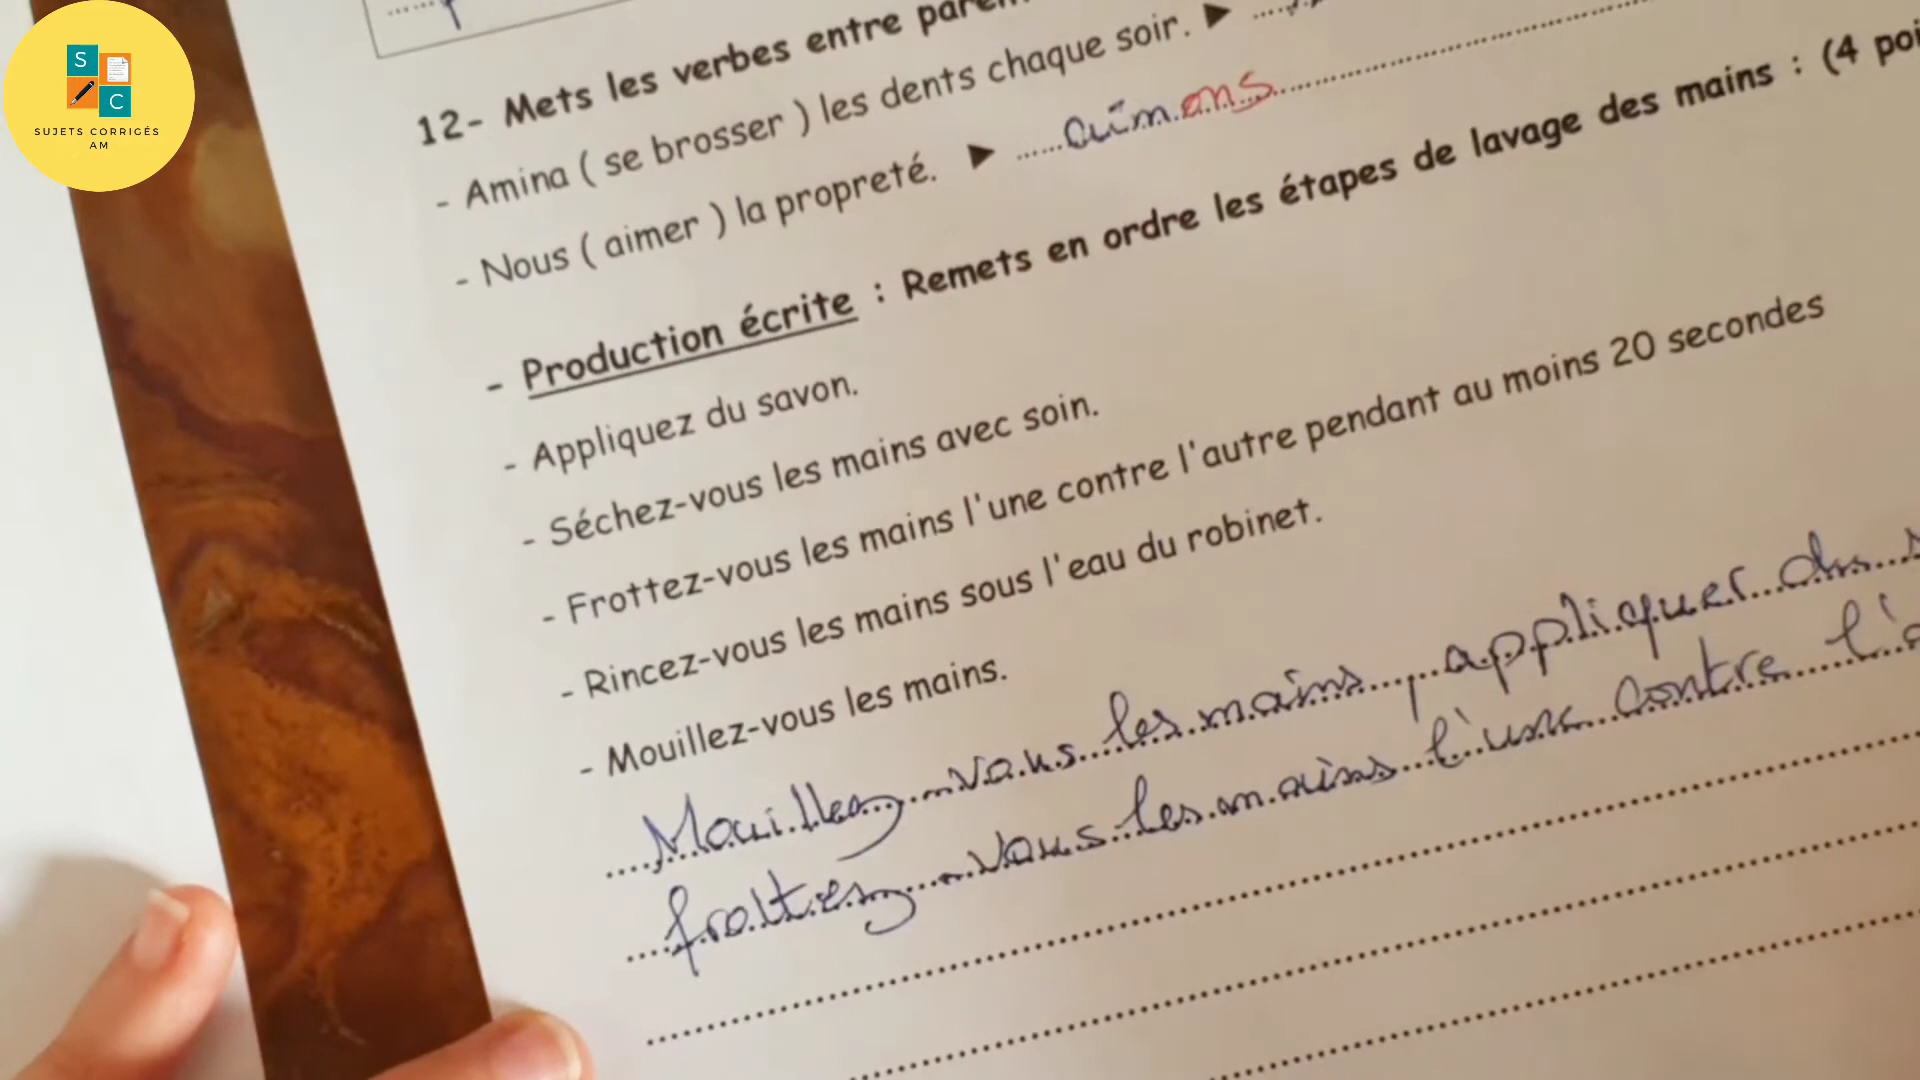 S
C
SUJETS CORRIGÉS
AM
12- Mets les verbes entre
- Amina ( se brosser ) les dents chaque soir. ►
- Nous ( aimer ) la propreté. ► aimons
- Production écrite : Remets en ordre les étapes de lavage des mains : (4
- Appliquez du savon.
- Séchez-vous les mains avec soin.
- Frottez-vous les mains l'une contre l'autre pendant au moins 20 secondes
- Rincez-vous les mains sous l'eau du robinet.
- Mouillez-vous les mains.
Mouillez-vous les mains, appliquer du
frottez-vous les mains l'une contre